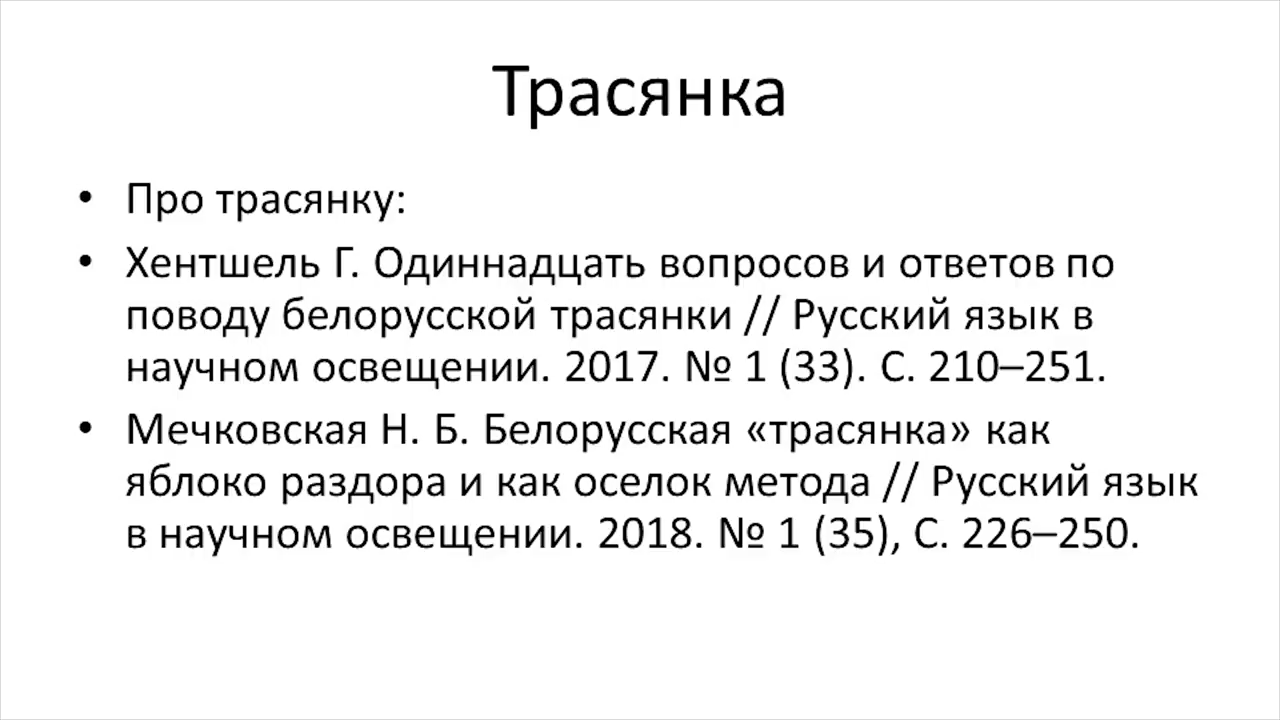 Трасянка
• Про трасянку:
• Хентшель Г. Одиннадцать вопросов и ответов по
поводу белорусской трасянки // Русский язык в
научном освещении. 2017. № 1 (33). С. 210–251.
• Мечковская Н. Б. Белорусская «трасянка» как
яблоко раздора и как оселок метода // Русский язык
в научном освещении. 2018. № 1 (35), С. 226–250.